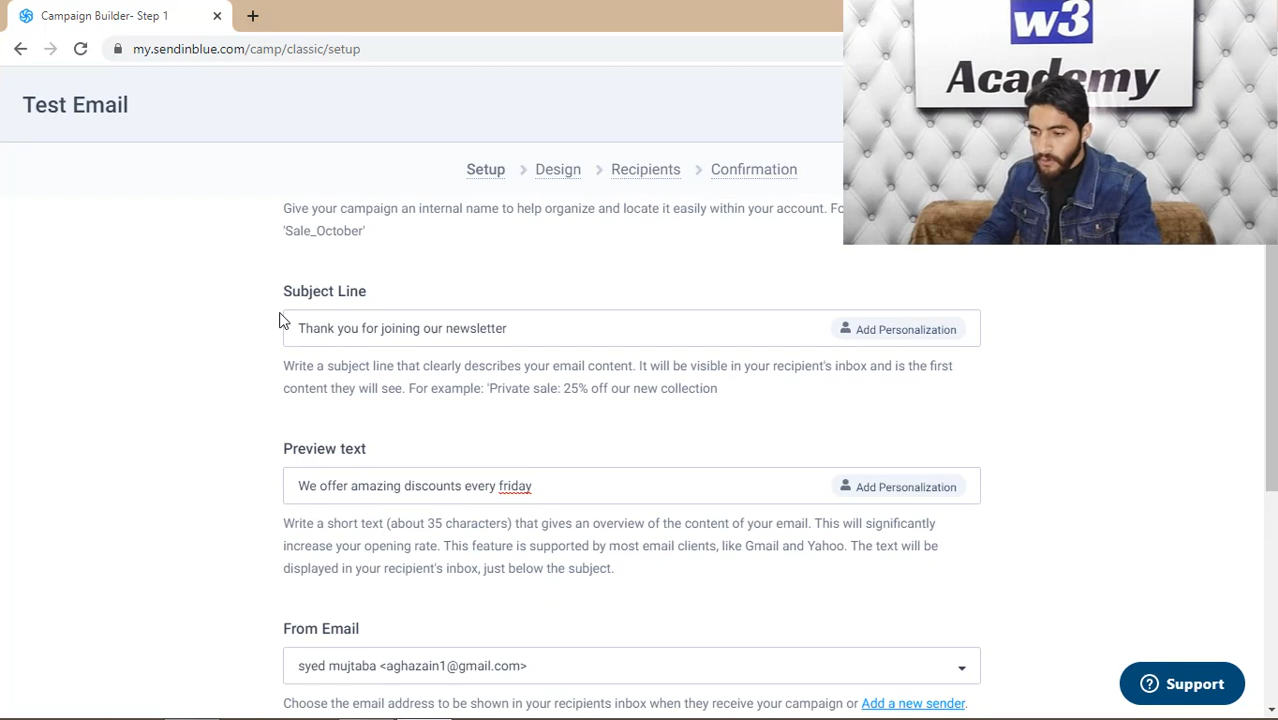 Campaign Builder- Step 1
my.sendinblue.com/camp/classic/setup
w3
Academy
Test Email
Setup
Design
Recipients
Confirmation
Give your campaign an internal name to help organize and locate it easily within your account. Fo
'Sale_October'
Subject Line
Thank you for joining our newsletter
Add Personalization
Write a subject line that clearly describes your email content. It will be visible in your recipient's inbox and is the first
content they will see. For example: 'Private sale: 25% off our new collection
Preview text
We offer amazing discounts every friday
Add Personalization
Write a short text (about 35 characters) that gives an overview of the content of your email. This will significantly
increase your opening rate. This feature is supported by most email clients, like Gmail and Yahoo. The text will be
displayed in your recipient's inbox, just below the subject.
From Email
syed mujtaba <aghazain1@gmail.com>
Choose the email address to be shown in your recipients inbox when they receive your campaign or Add a new sender.
Support